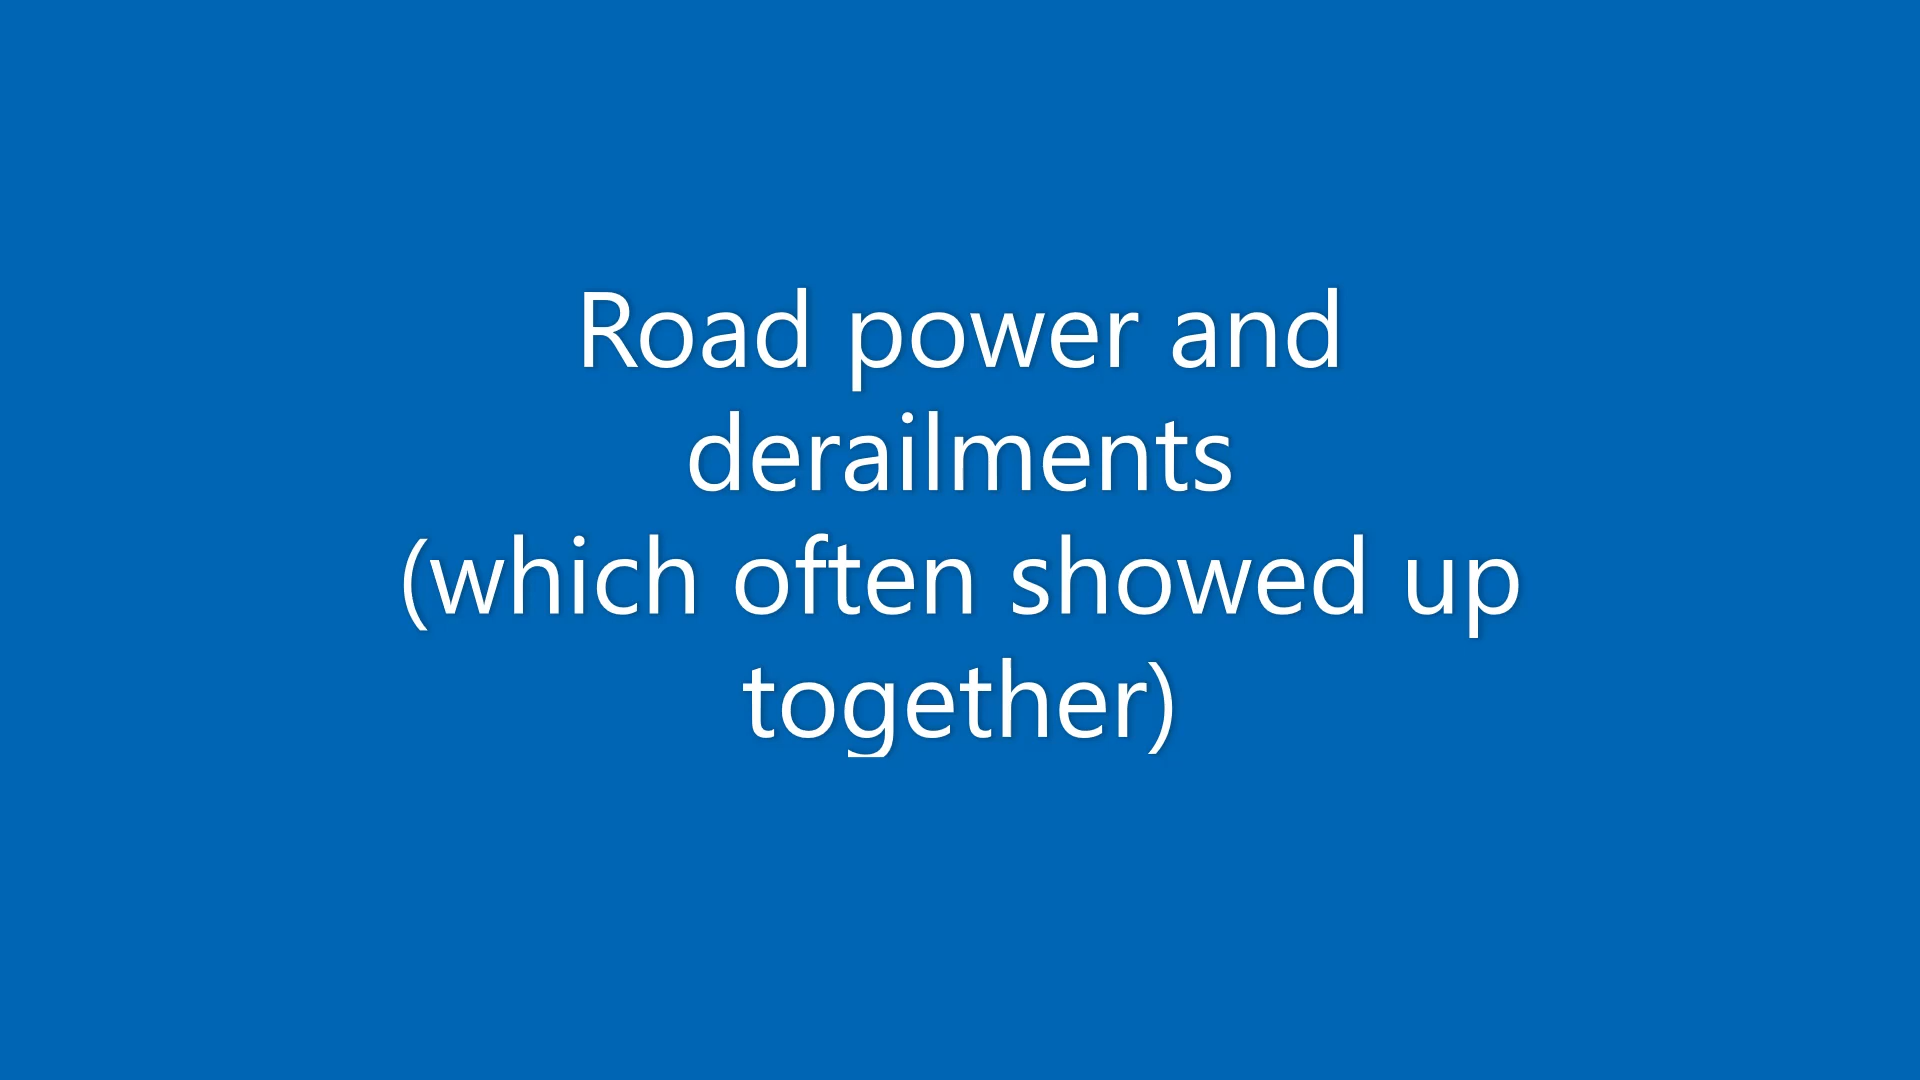 Road power and
derailments
(which often showed up
together)